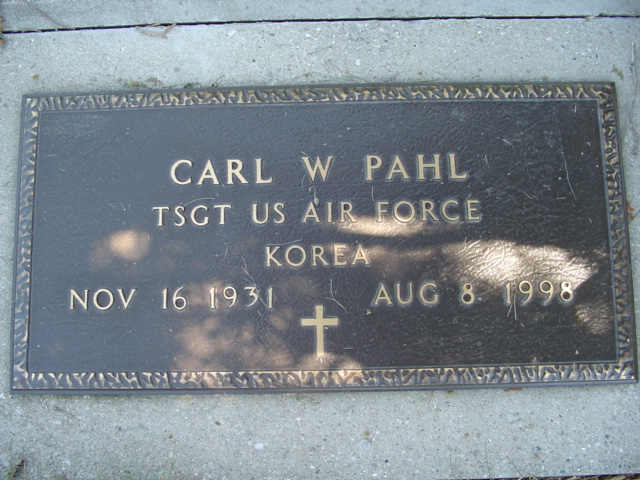 CARL W PAHL
TSGT US AIR FORCE
KOREA
NOV 16 1931 AUG 8 1998